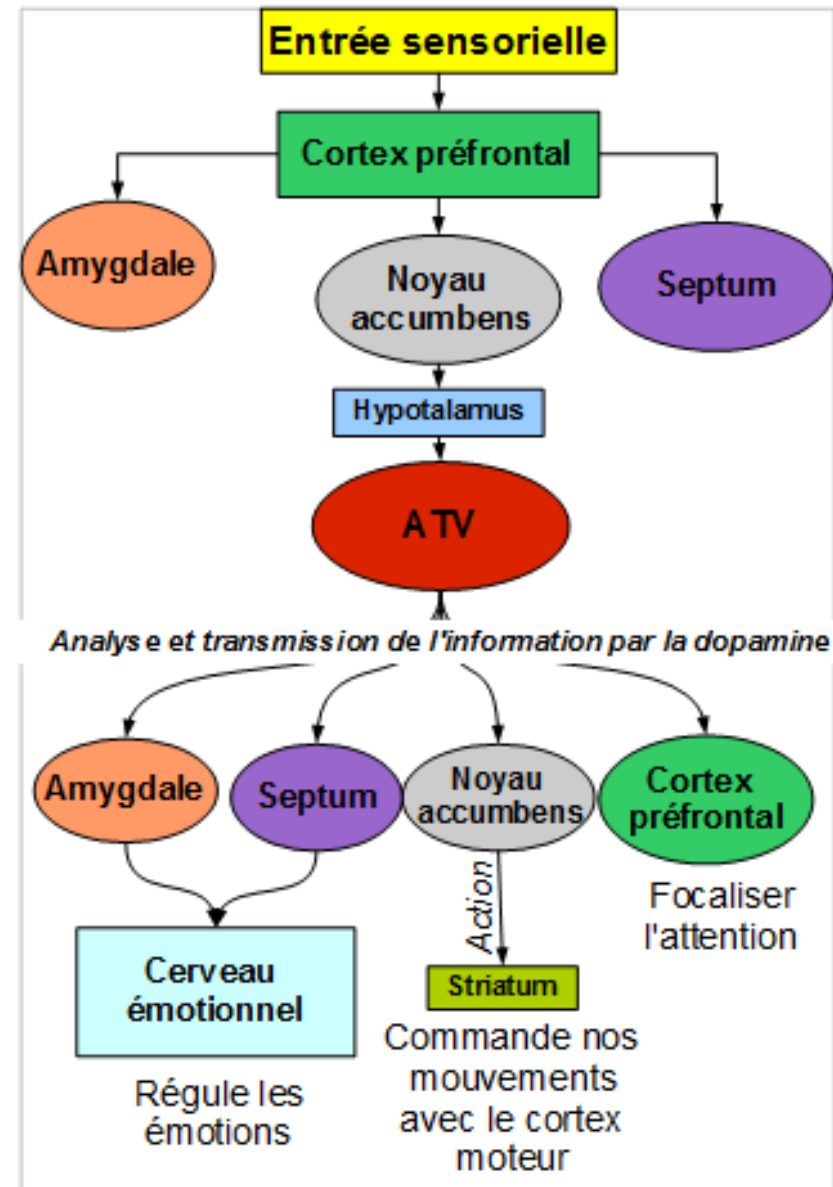 Entrée sensorielle
Cortex préfrontal
Amygdale
Noyau
accumbens
Septum
Hypotalamus
ATV
Analyse et transmission de l'information par la dopamine
Amygdale
Septum
Noyau
accumbens
Cortex
préfrontal
Focaliser
l'attention
Action
Cerveau
émotionnel
Striatum
Régule les
émotions
Commande nos
mouvements
avec le cortex
moteur